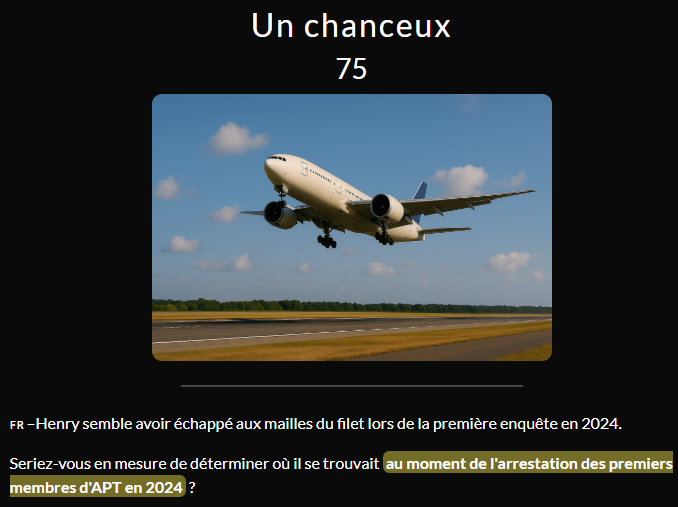 Un chanceux
75
FR –Henry semble avoir échappé aux mailles du filet lors de la première enquête en 2024.
Seriez-vous en mesure de déterminer où il se trouvait au moment de l'arrestation des premiers
membres d'APT en 2024 ?